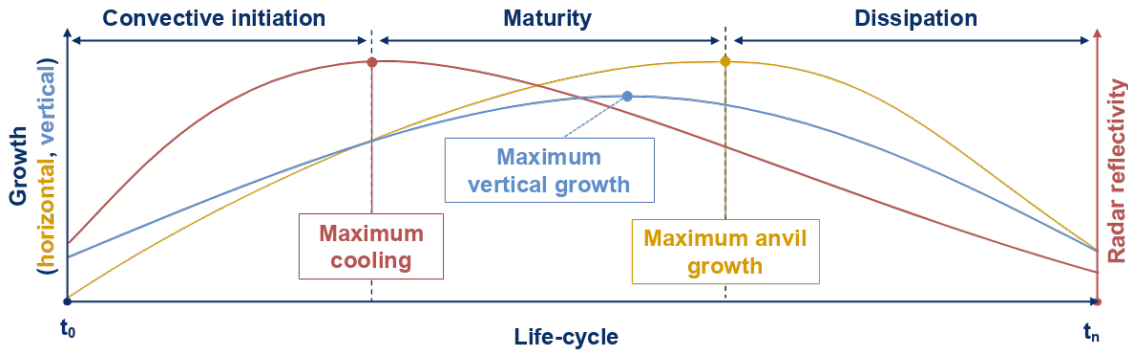 Convective initiation
Maturity
Dissipation
Growth
(horizontal, vertical)
Radar reflectivity
Maximum
vertical growth
Maximum
cooling
Maximum anvil
growth
t0
Life-cycle
tn